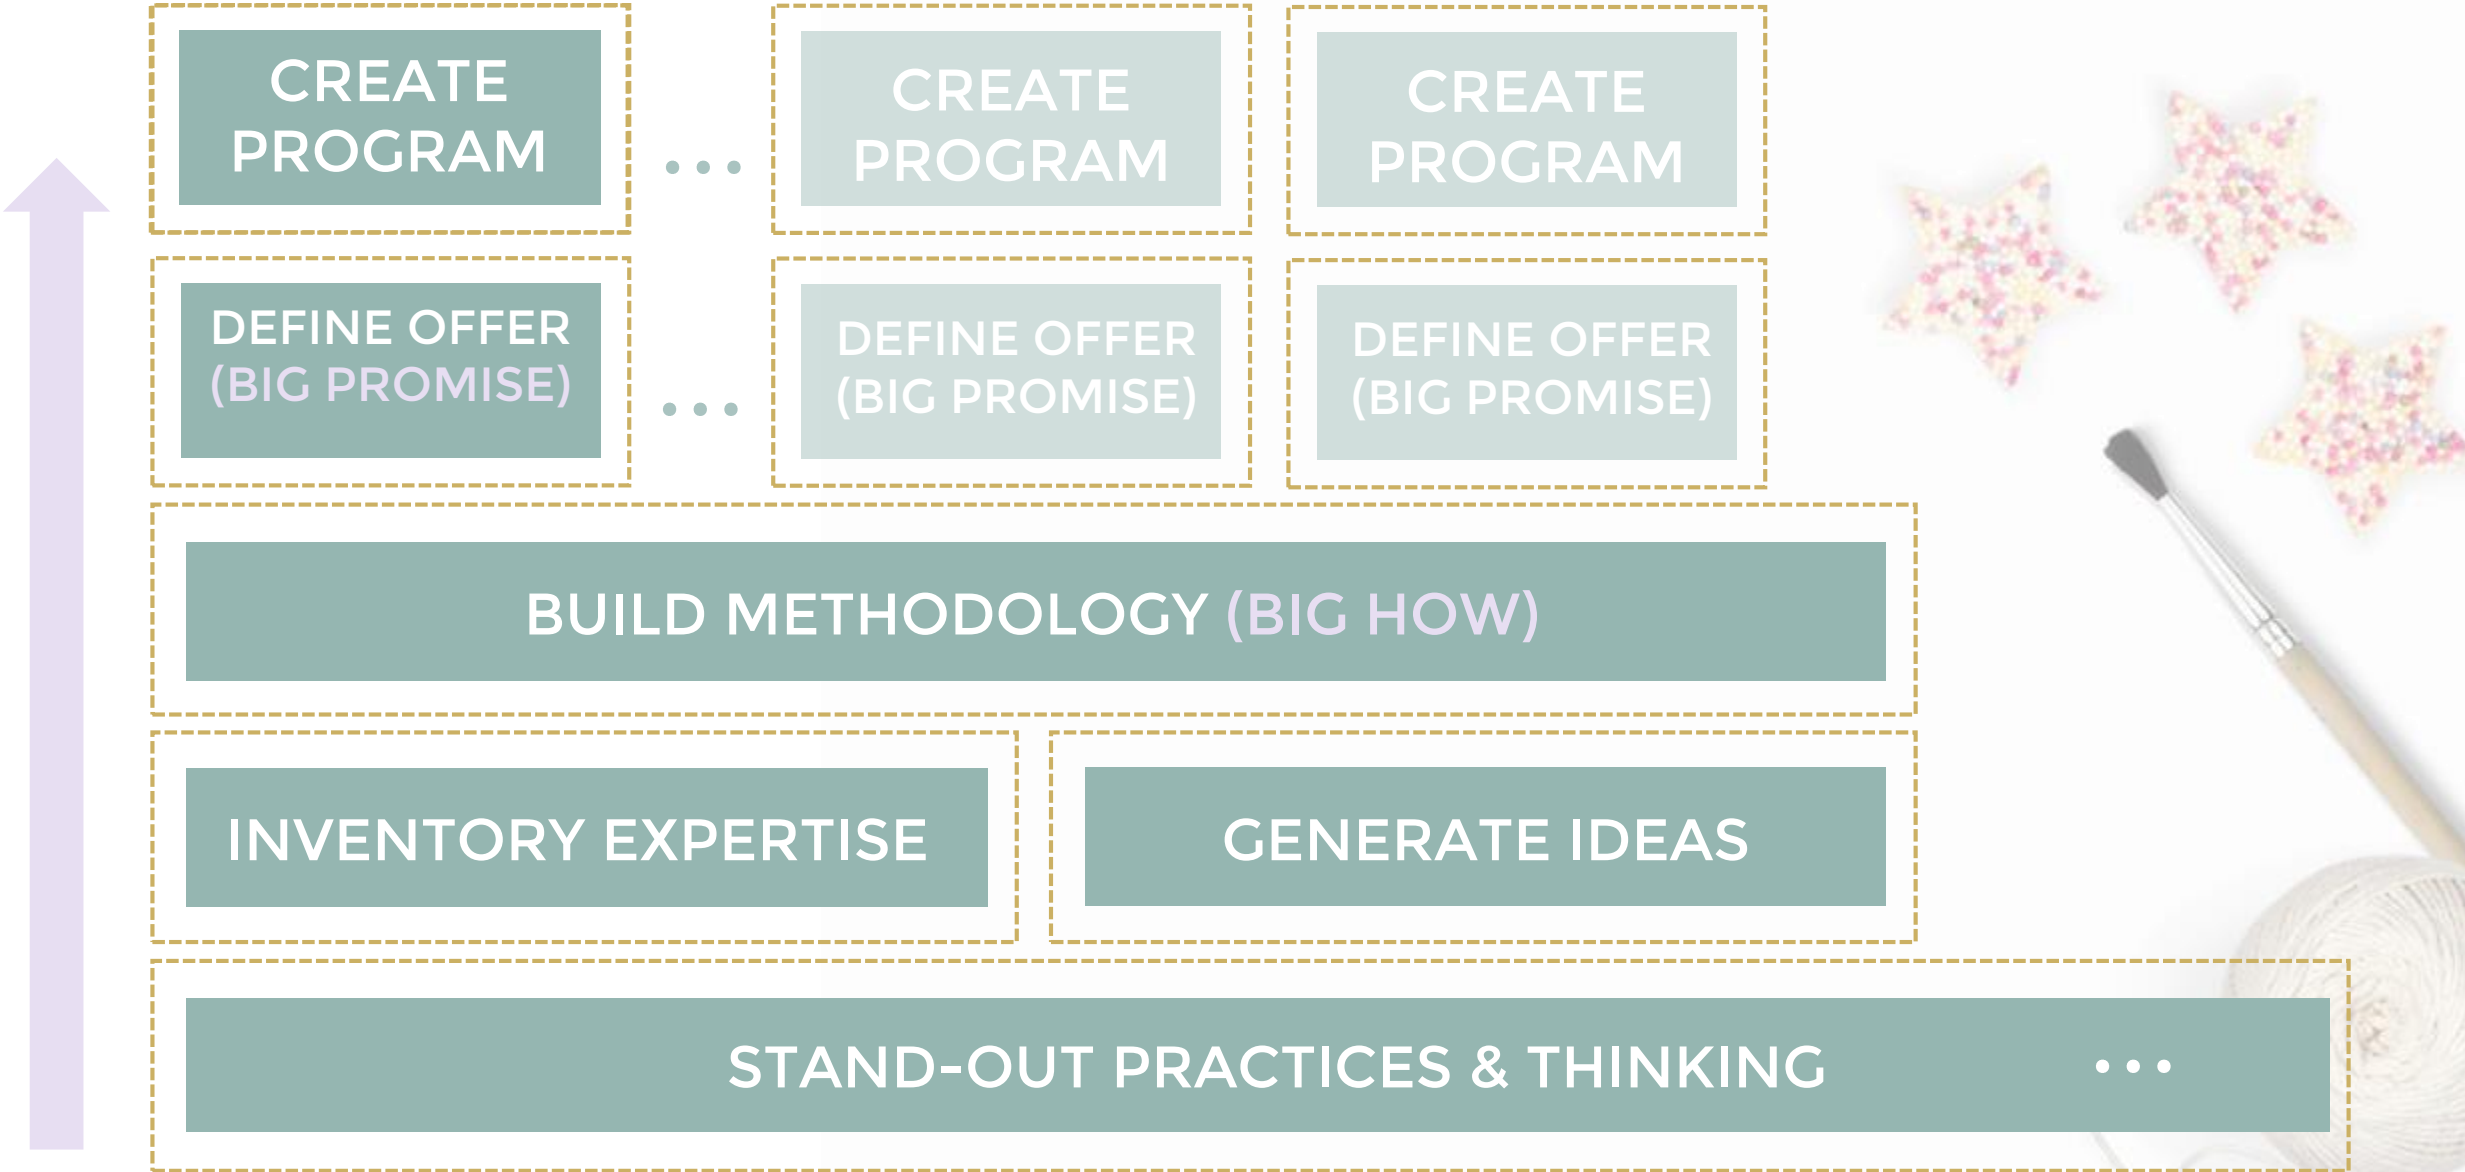 CREATE
PROGRAM
...
CREATE
PROGRAM
CREATE
PROGRAM
DEFINE OFFER
(BIG PROMISE)
...
DEFINE OFFER
(BIG PROMISE)
DEFINE OFFER
(BIG PROMISE)
BUILD METHODOLOGY (BIG HOW)
INVENTORY EXPERTISE
GENERATE IDEAS
STAND-OUT PRACTICES & THINKING ...